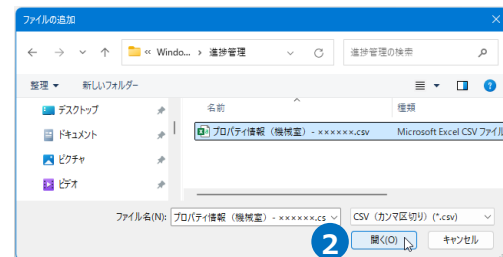 ファイルの追加
« Windo... › 進捗管理
進捗管理の検索
整理 ▼ 新しいフォルダー
名前 種類
デスクトップ
プロパティ情報（機械室）- ××××××.csv Microsoft Excel CSV ファイル
ドキュメント
ピクチャ
ビデオ
ファイル名(N): プロパティ情報（機械室）- ××××××.cs CSV（カンマ区切り）(*.csv)
2 開く(O) キャンセル